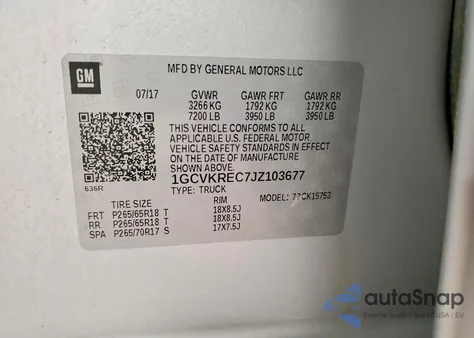 GM
MFD BY GENERAL MOTORS LLC
07/17 GVWR GAWR FRT GAWR RR
3266 KG 1792 KG 1792 KG
7200 LB 3950 LB 3950 LB
THIS VEHICLE CONFORMS TO ALL
APPLICABLE U.S. FEDERAL MOTOR
VEHICLE SAFETY STANDARDS
IN EFFECT ON THE DATE OF
MANUFACTURE SHOWN ABOVE.
1GCVKREC7JZ103677
636R TYPE: TRUCK MODEL: CK15753
TIRE SIZE RIM
FRT P265/65R18 T 18X8.5J
RR P265/65R18 T 18X8.5J
SPA P265/70R17 S 17X7.5J
autoSnap